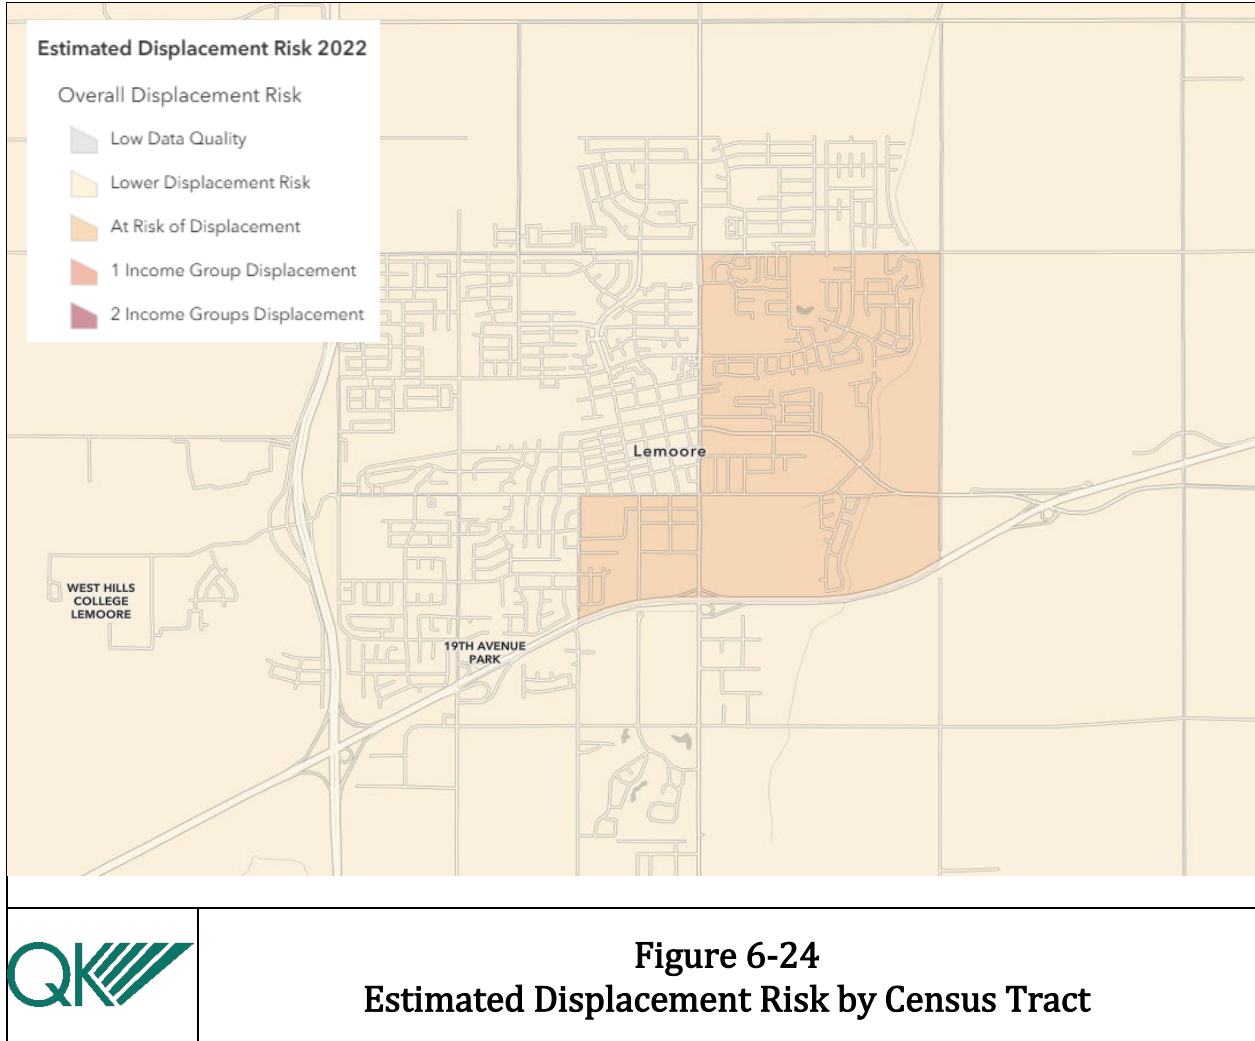 Estimated Displacement Risk 2022
Overall Displacement Risk
Low Data Quality
Lower Displacement Risk
At Risk of Displacement
1 Income Group Displacement
2 Income Groups Displacement
Lemoore
WEST HILLS
COLLEGE
LEMOORE
19TH AVENUE
PARK
QK
Figure 6-24
Estimated Displacement Risk by Census Tract